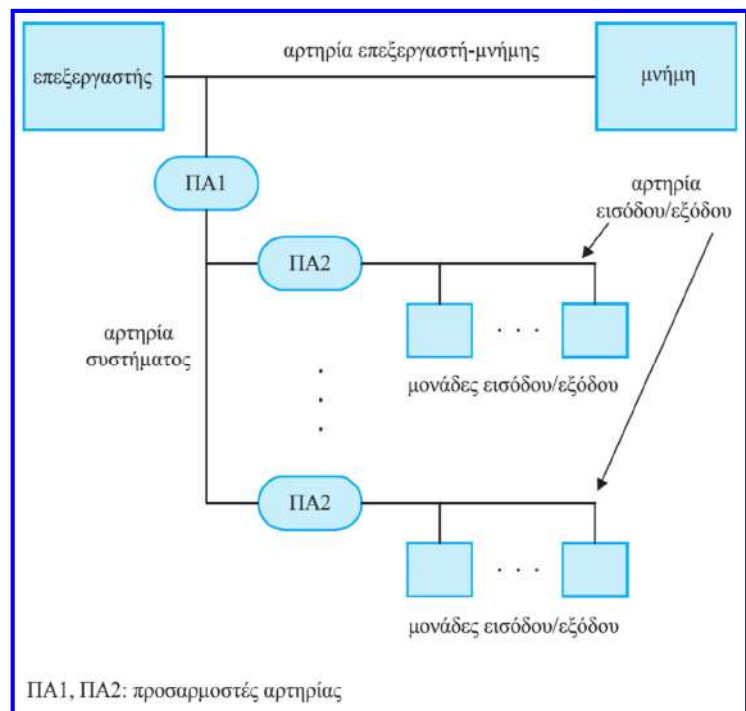 επεξεργαστής
αρτηρία επεξεργαστή-μνήμης
μνήμη
ΠΑ1
αρτηρία
εισόδου/εξόδου
ΠΑ2
. . .
αρτηρία
συστήματος
μονάδες εισόδου/εξόδου
ΠΑ2
. . .
μονάδες εισόδου/εξόδου
ΠΑ1, ΠΑ2: προσαρμοστές αρτηρίας